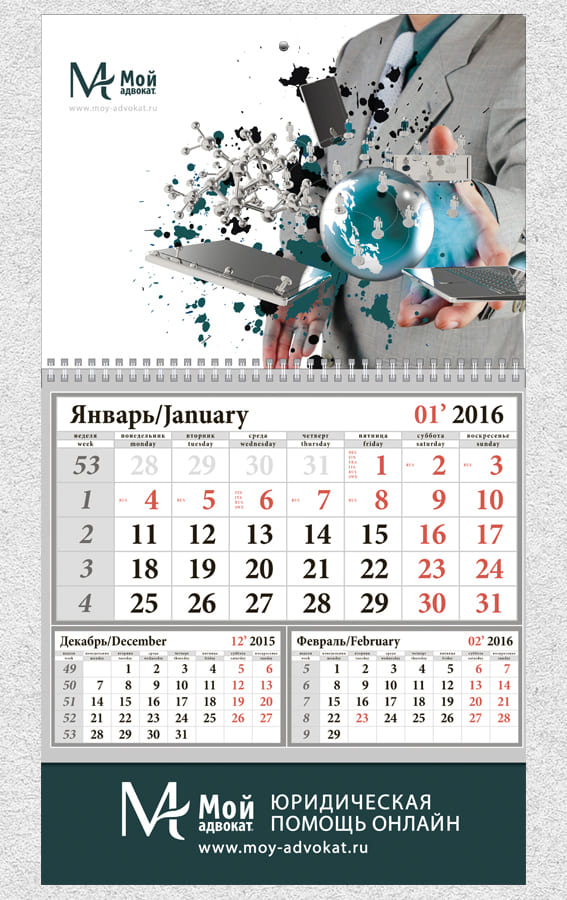 Мой
адвокат.
www.moy-advokat.ru
Январь/January 01’ 2016
неделя понедельник вторник среда четверг пятница суббота воскресенье
week monday tuesday wednesday thursday friday saturday sunday
53 28 29 30 31 1 2 3
1 4 5 6 7 8 9 10
2 11 12 13 14 15 16 17
3 18 19 20 21 22 23 24
4 25 26 27 28 29 30 31
Декабрь/December 12’ 2015
49 1 2 3 4 5 6
50 7 8 9 10 11 12 13
51 14 15 16 17 18 19 20
52 21 22 23 24 25 26 27
53 28 29 30 31
Февраль/February 02’ 2016
5 1 2 3 4 5 6 7
6 8 9 10 11 12 13 14
7 15 16 17 18 19 20 21
8 22 23 24 25 26 27 28
9 29
Мой
адвокат.
ЮРИДИЧЕСКАЯ
ПОМОЩЬ ОНЛАЙН
www.moy-advokat.ru